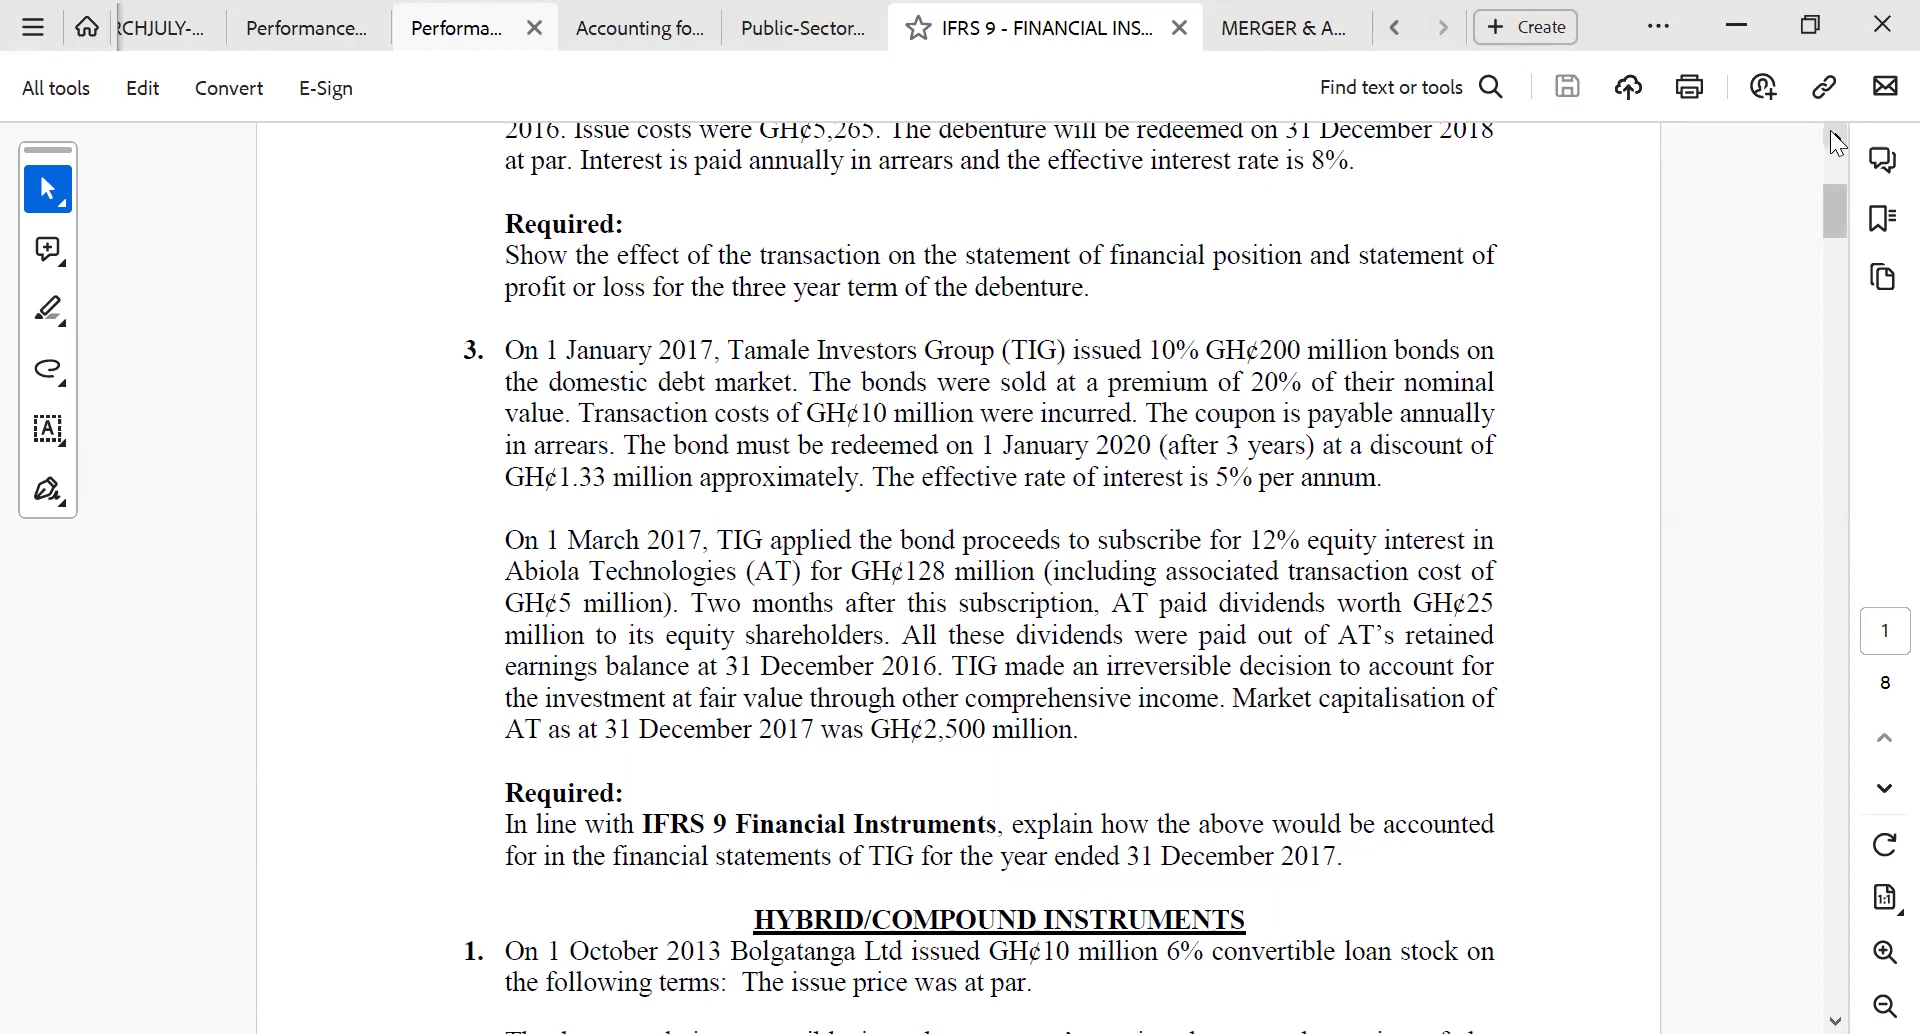 RCHJULY-...
Performance...
Performa...
Accounting fo...
Public-Sector...
IFRS 9 - FINANCIAL INS...
MERGER & A...
Create
All tools
Edit
Convert
E-Sign
Find text or tools
2016. Issue costs were GH¢5,265. The debenture will be redeemed on 31 December 2018
at par. Interest is paid annually in arrears and the effective interest rate is 8%.
Required:
Show the effect of the transaction on the statement of financial position and statement of
profit or loss for the three year term of the debenture.
3. On 1 January 2017, Tamale Investors Group (TIG) issued 10% GH¢200 million bonds on
the domestic debt market. The bonds were sold at a premium of 20% of their nominal
value. Transaction costs of GH¢10 million were incurred. The coupon is payable annually
in arrears. The bond must be redeemed on 1 January 2020 (after 3 years) at a discount of
GH¢1.33 million approximately. The effective rate of interest is 5% per annum.
On 1 March 2017, TIG applied the bond proceeds to subscribe for 12% equity interest in
Abiola Technologies (AT) for GH¢128 million (including associated transaction cost of
GH¢5 million). Two months after this subscription, AT paid dividends worth GH¢25
million to its equity shareholders. All these dividends were paid out of AT's retained
earnings balance at 31 December 2016. TIG made an irreversible decision to account for
the investment at fair value through other comprehensive income. Market capitalisation of
AT as at 31 December 2017 was GH¢2,500 million.
Required:
In line with IFRS 9 Financial Instruments, explain how the above would be accounted
for in the financial statements of TIG for the year ended 31 December 2017.
HYBRID/COMPOUND INSTRUMENTS
1. On 1 October 2013 Bolgatanga Ltd issued GH¢10 million 6% convertible loan stock on
the following terms: The issue price was at par.
1
8